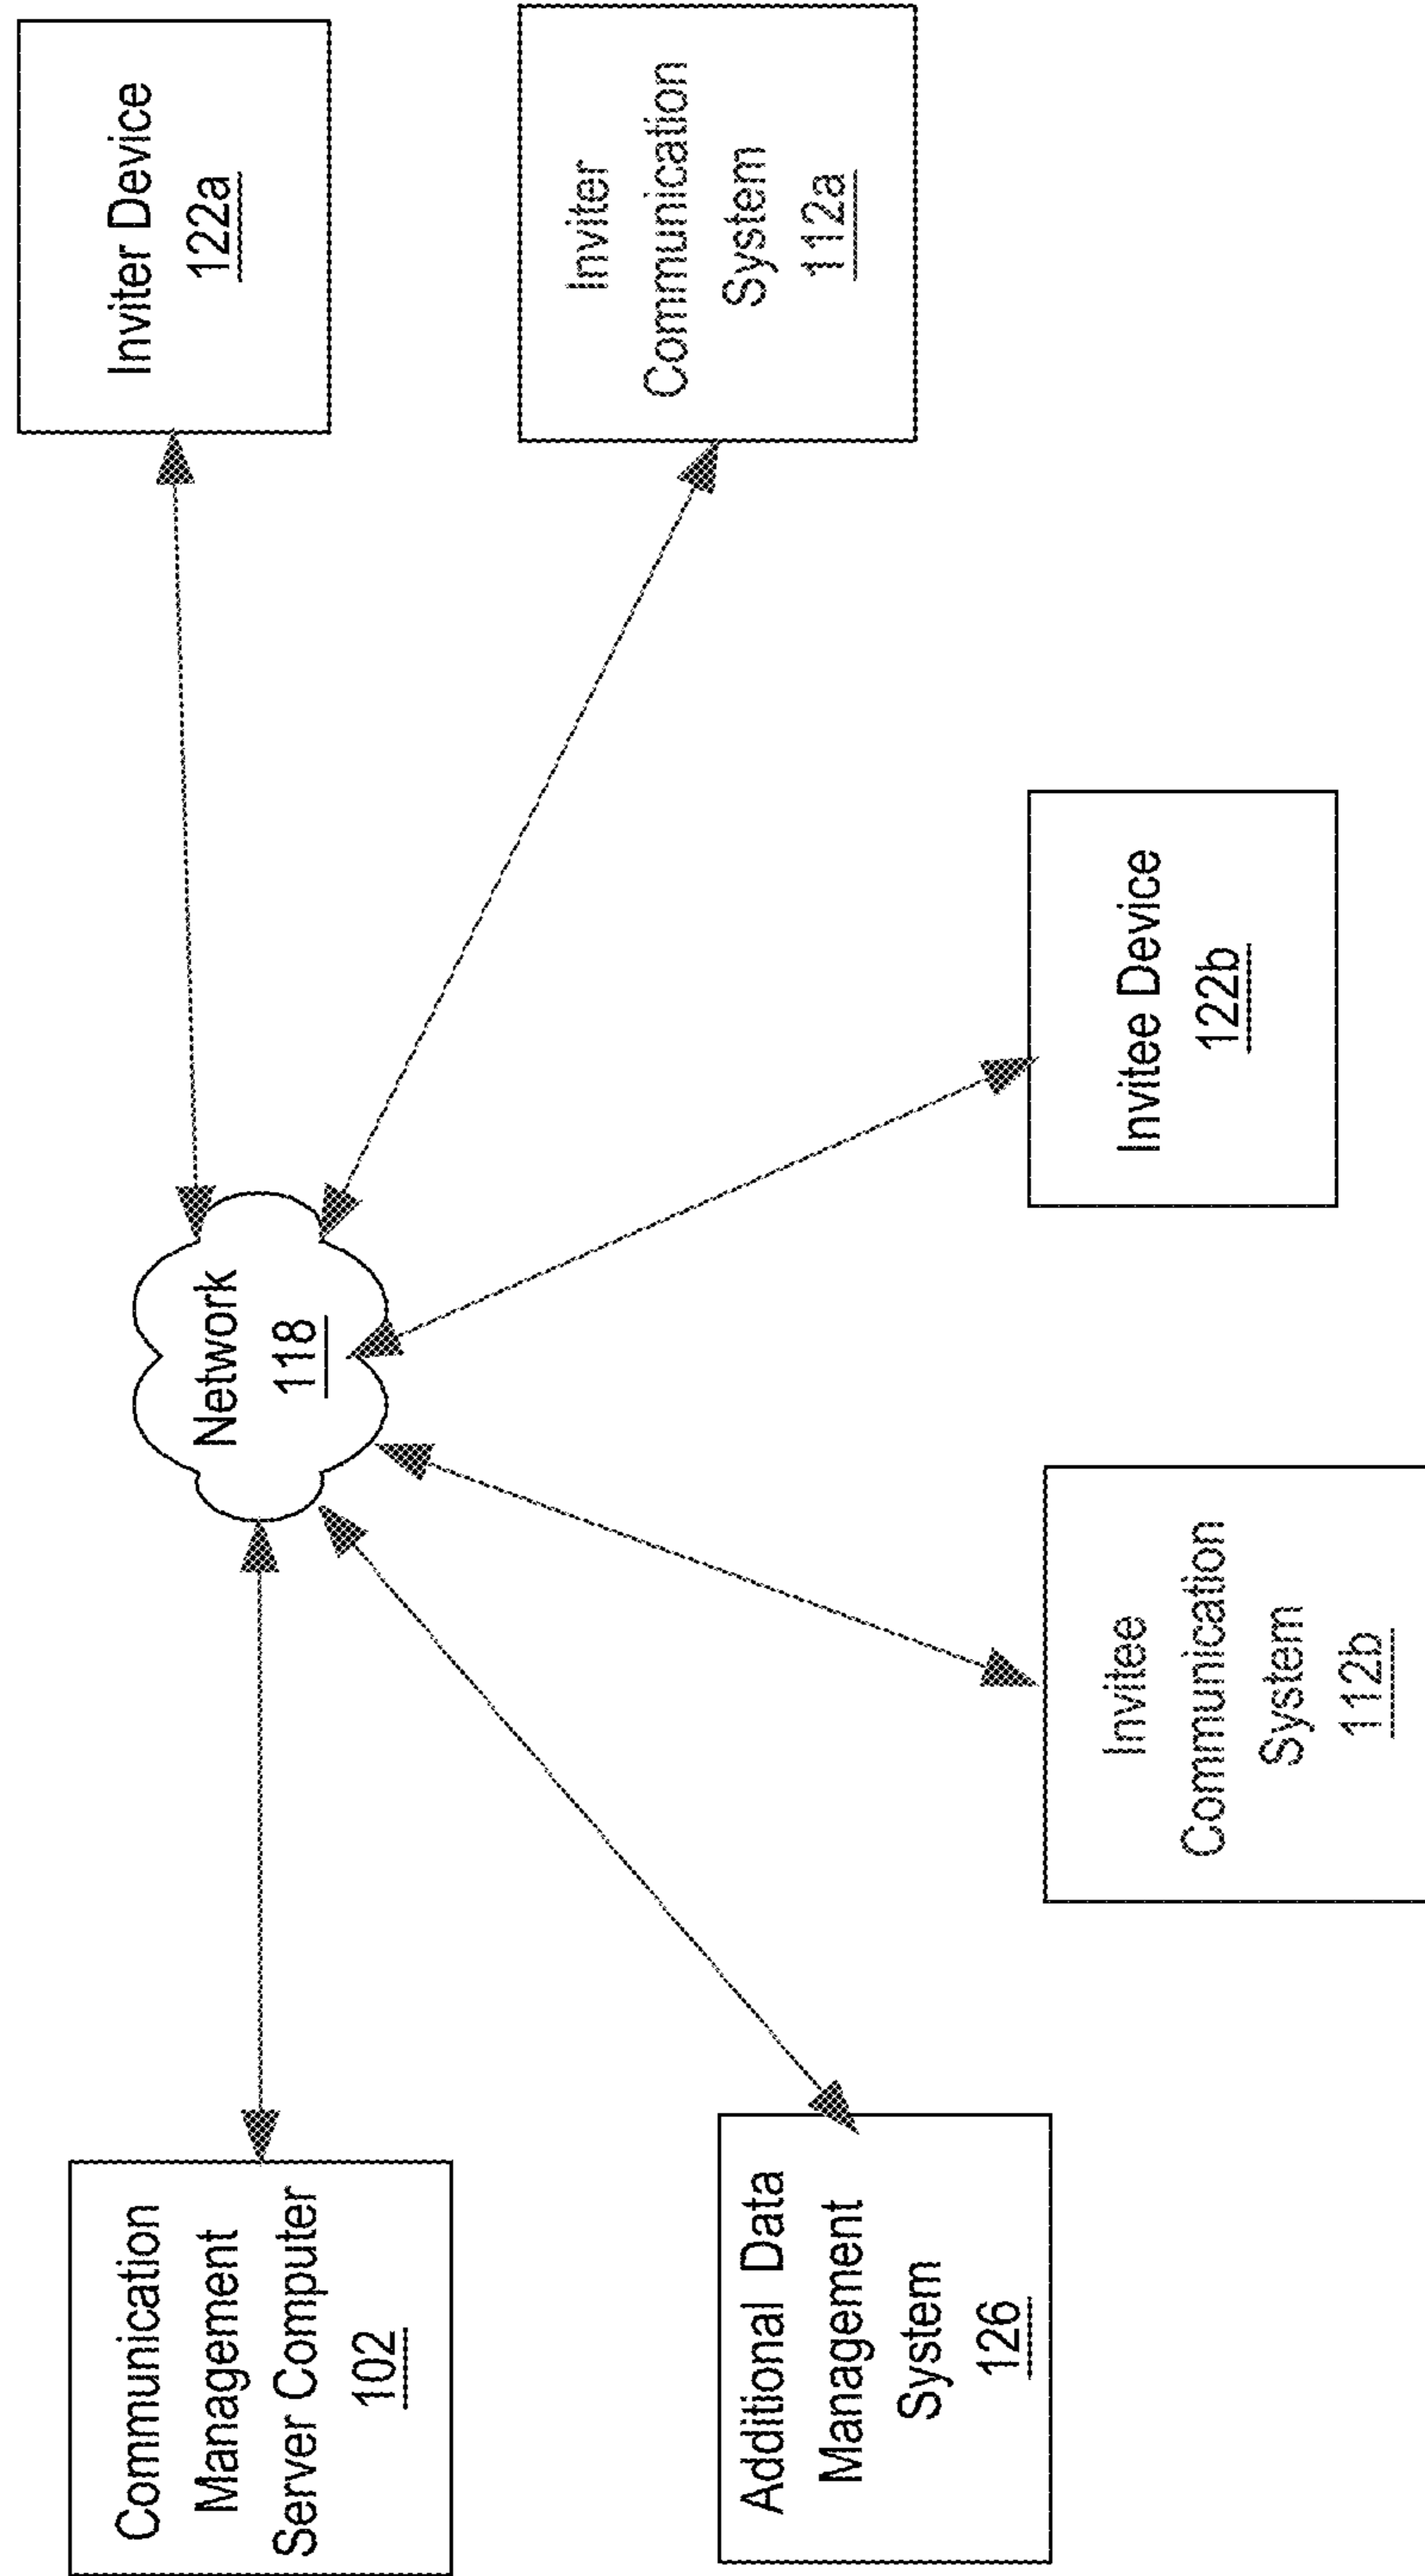 Communication
Management
Server Computer
102
Network
118
Inviter Device
122a
Inviter
Communication
System
112a
Additional Data
Management
System
126
Invitee
Communication
System
112b
Invitee Device
122b